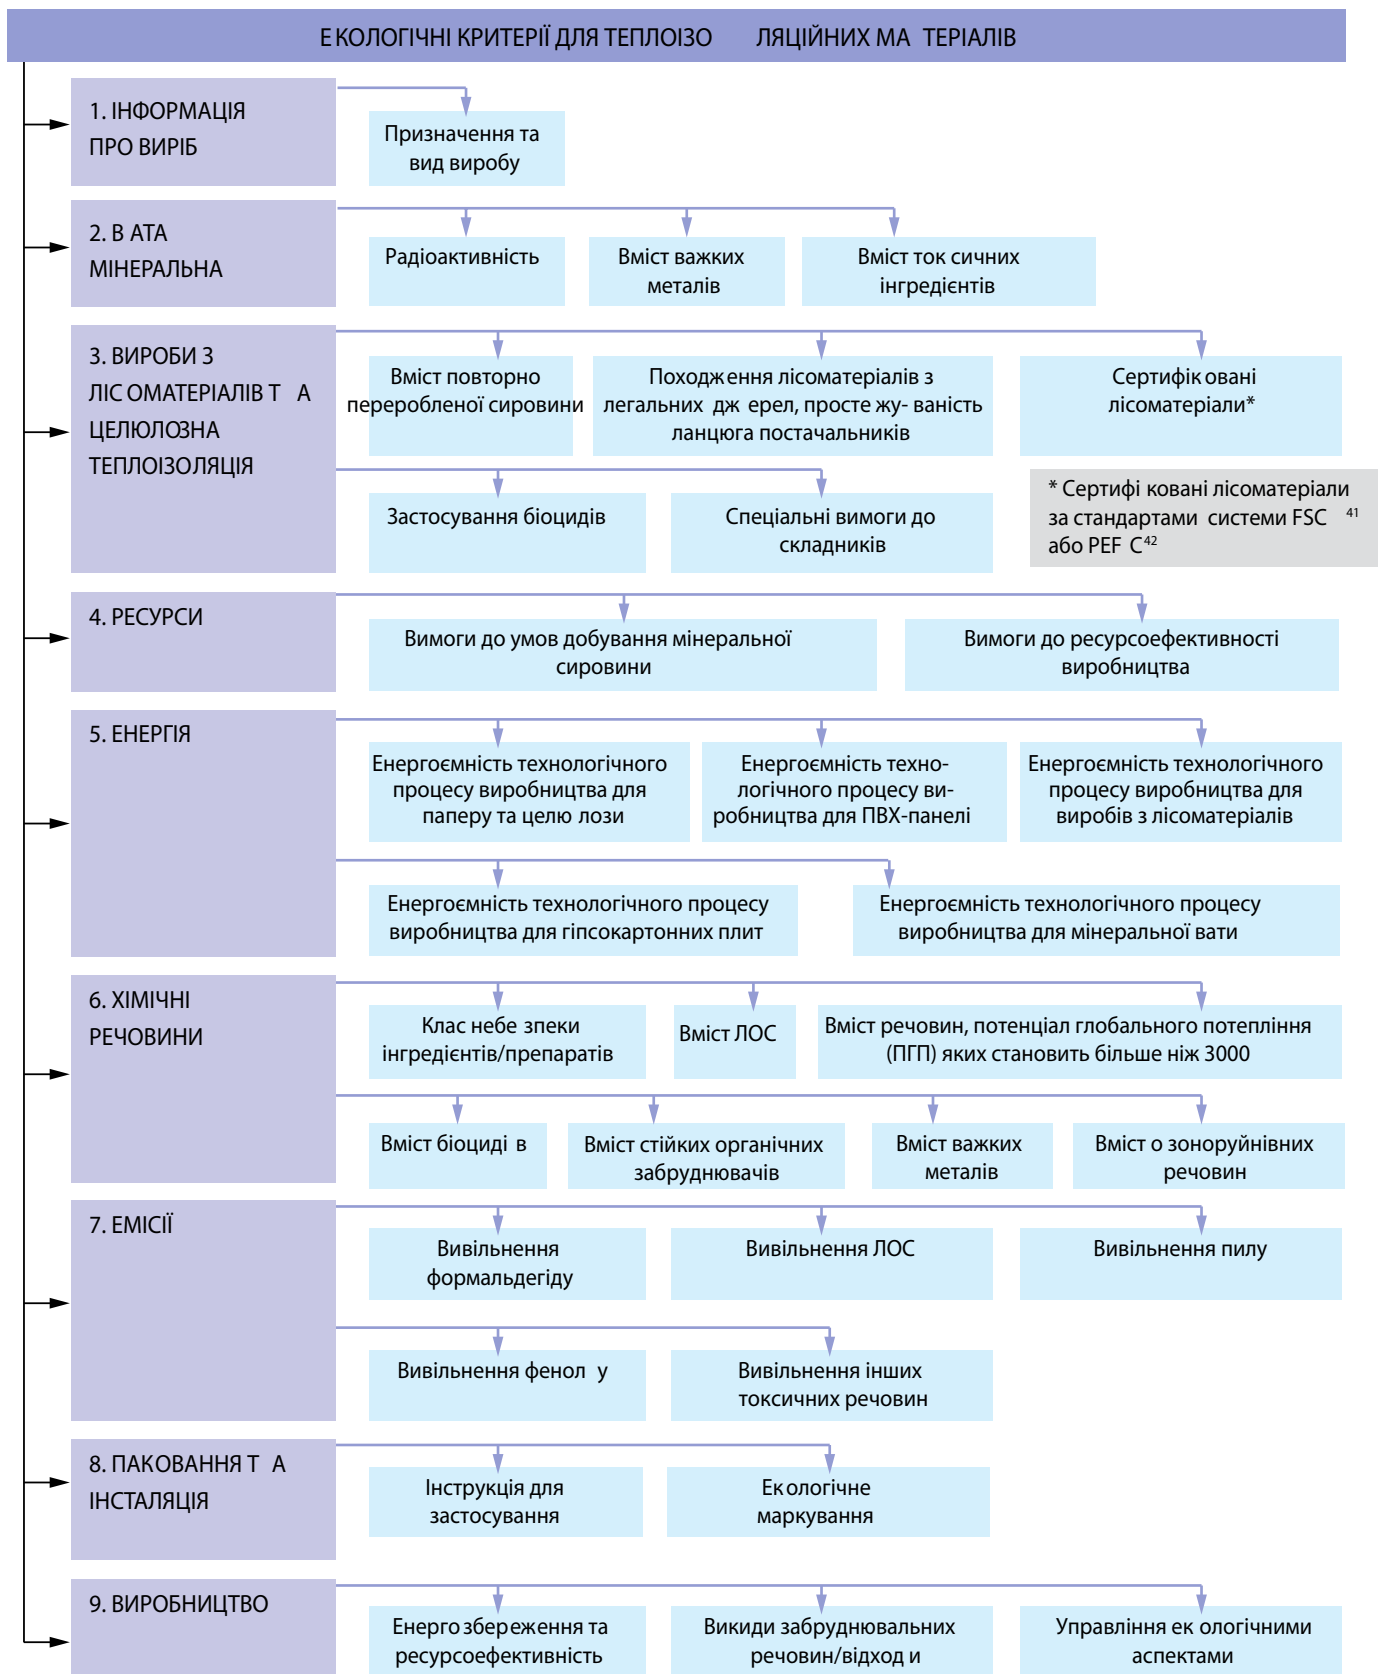 ЕКОЛОГІЧНІ КРИТЕРІЇ ДЛЯ ТЕПЛОІЗОЛЯЦІЙНИХ МАТЕРІАЛІВ
1. ІНФОРМАЦІЯ
ПРО ВИРІБ
Призначення та
вид виробу
2. ВАТА
МІНЕРАЛЬНА
Радіоактивність
Вміст важких
металів
Вміст токсичних
інгредієнтів
3. ВИРОБИ З
ЛІСОМАТЕРІАЛІВ ТА
ЦЕЛЮЛОЗНА
ТЕПЛОІЗОЛЯЦІЯ
Вміст повторно
переробленої сировини
Походження лісоматеріалів з
легальних джерел, простежу- ваність
ланцюга постачальників
Сертифіковані
лісоматеріали*
Застосування біоцидів
Спеціальні вимоги до
складників
* Сертифіковані лісоматеріали
за стандартами системи FSC 41
або PEFC42
4. РЕСУРСИ
Вимоги до умов добування мінеральної
сировини
Вимоги до ресурсоефективності
виробництва
5. ЕНЕРГІЯ
Енергоємність технологічного
процесу виробництва для
паперу та целюлози
Енергоємність техно-
логічного процесу ви-
робництва для ПВХ-панелі
Енергоємність технологічного
процесу виробництва для
виробів з лісоматеріалів
Енергоємність технологічного процесу
виробництва для гіпсокартонних плит
Енергоємність технологічного процесу
виробництва для мінеральної вати
6. ХІМІЧНІ
РЕЧОВИНИ
Клас небезпеки
інгредієнтів/препаратів
Вміст ЛОС
Вміст речовин, потенціал глобального потепління
(ПГП) яких становить більше ніж 3000
Вміст біоцидів
Вміст стійких органічних
забруднювачів
Вміст важких
металів
Вміст озоноруйнівних
речовин
7. ЕМІСІЇ
Вивільнення
формальдегіду
Вивільнення ЛОС
Вивільнення пилу
Вивільнення фенолу
Вивільнення інших
токсичних речовин
8. ПАКОВАННЯ ТА
ІНСТАЛЯЦІЯ
Інструкція для
застосування
Екологічне
маркування
9. ВИРОБНИЦТВО
Енергозбереження та
ресурсоефективність
Викиди забруднювальних
речовин/відходи
Управління екологічними
аспектами